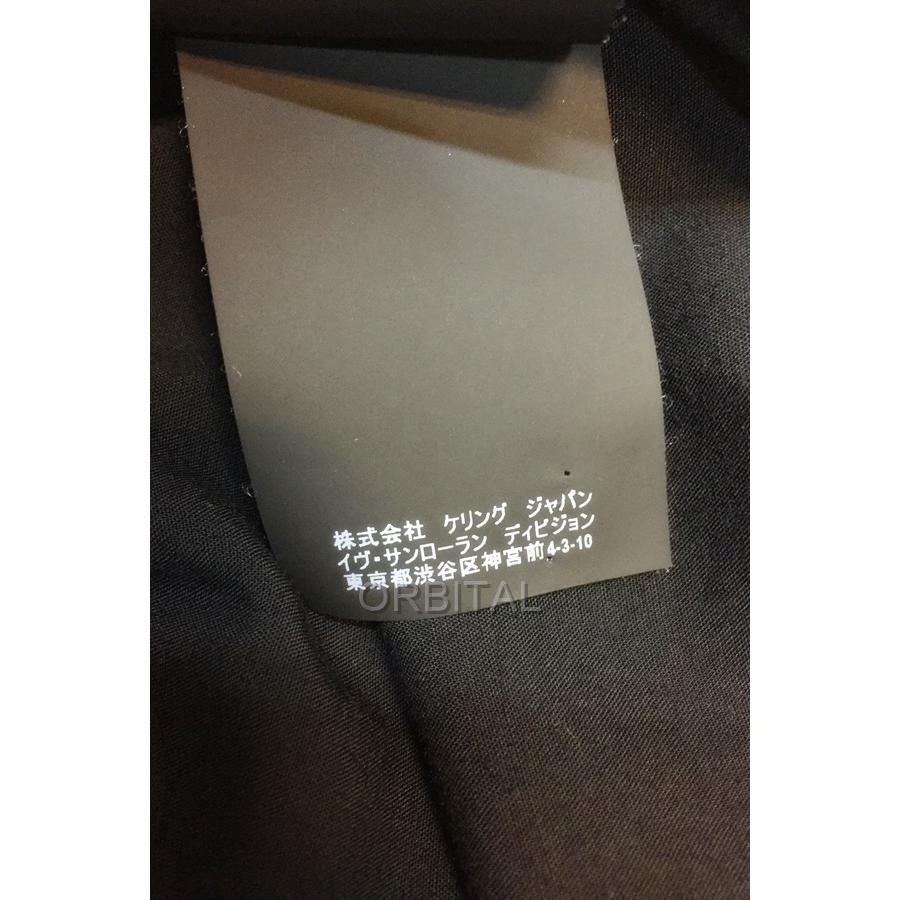 株式会社 ケリング ジャパン
イヴ・サンローラン ディビジョン
東京都渋谷区神宮前4-3-10
ORBITAL